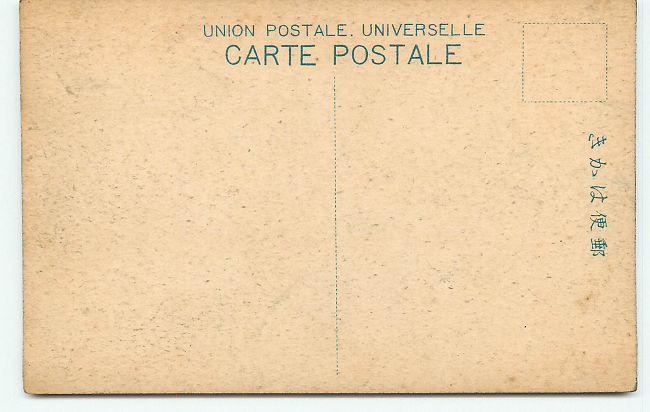 UNION POSTALE. UNIVERSELLE
CARTE POSTALE
郵便はかき